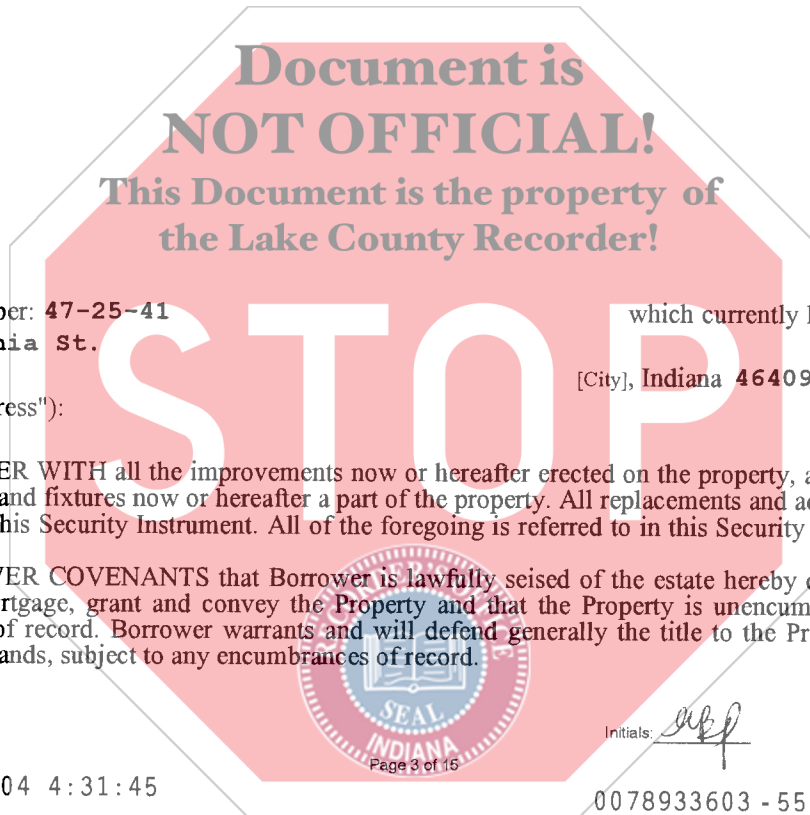 Document is
NOT OFFICIAL!
This Document is the property of
the Lake County Recorder!
STOP
ber: 47-25-41 which currently
nia St.
[City], Indiana 46409
ress"):
ER WITH all the improvements now or hereafter erected on the property, a
and fixtures now or hereafter a part of the property. All replacements and ad
his Security Instrument. All of the foregoing is referred to in this Security
VER COVENANTS that Borrower is lawfully seised of the estate hereby
rtgage, grant and convey the Property and that the Property is unencum
of record. Borrower warrants and will defend generally the title to the Pr
ands, subject to any encumbrances of record.
RECORDER'S OFFICE
SEAL
INDIANA
Initials:
Page 3 of 15
04 4:31:45
0078933603 - 55